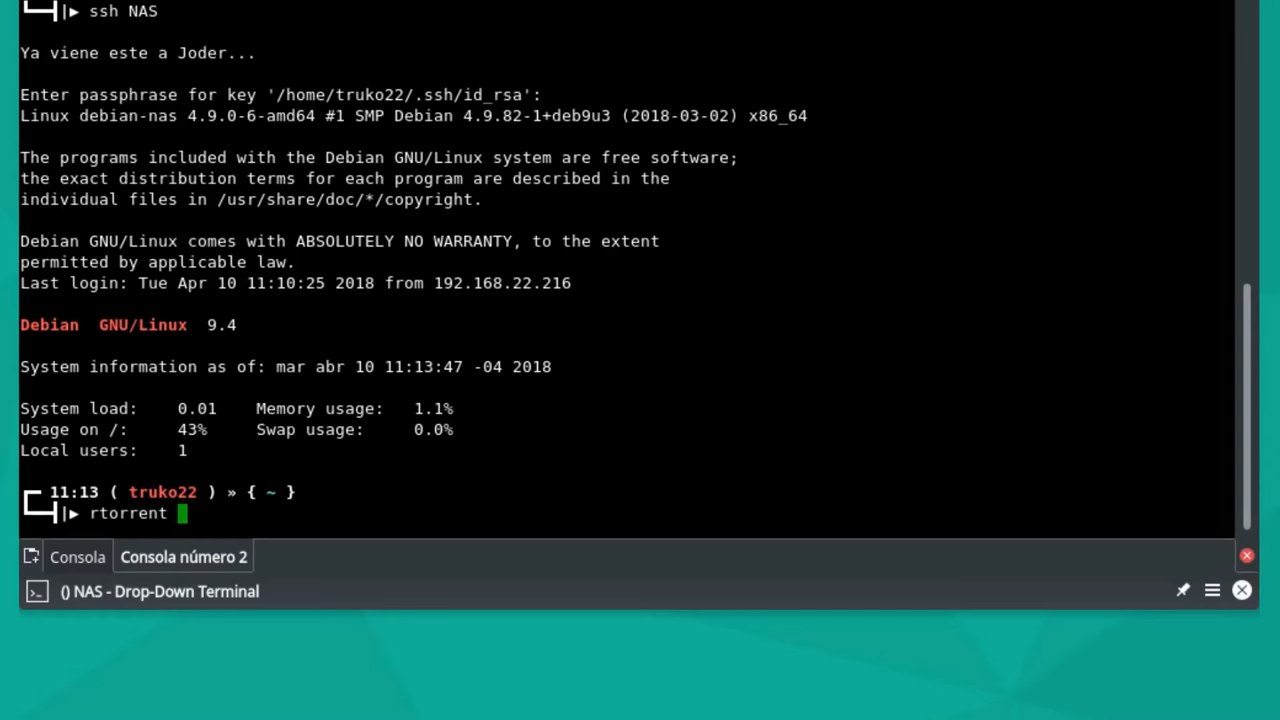 ssh NAS
Ya viene este a Joder...
Enter passphrase for key '/home/truko22/.ssh/id_rsa':
Linux debian-nas 4.9.0-6-amd64 #1 SMP Debian 4.9.82-1+deb9u3 (2018-03-02) x86_64
The programs included with the Debian GNU/Linux system are free software;
the exact distribution terms for each program are described in the
individual files in /usr/share/doc/*/copyright.
Debian GNU/Linux comes with ABSOLUTELY NO WARRANTY, to the extent
permitted by applicable law.
Last login: Tue Apr 10 11:10:25 2018 from 192.168.22.216
Debian  GNU/Linux  9.4
System information as of: mar abr 10 11:13:47 -04 2018
System load:    0.01    Memory usage:   1.1%
Usage on /:     43%     Swap usage:     0.0%
Local users:    1
11:13 ( truko22 ) » { ~ }
rtorrent
Consola    Consola número 2
() NAS - Drop-Down Terminal